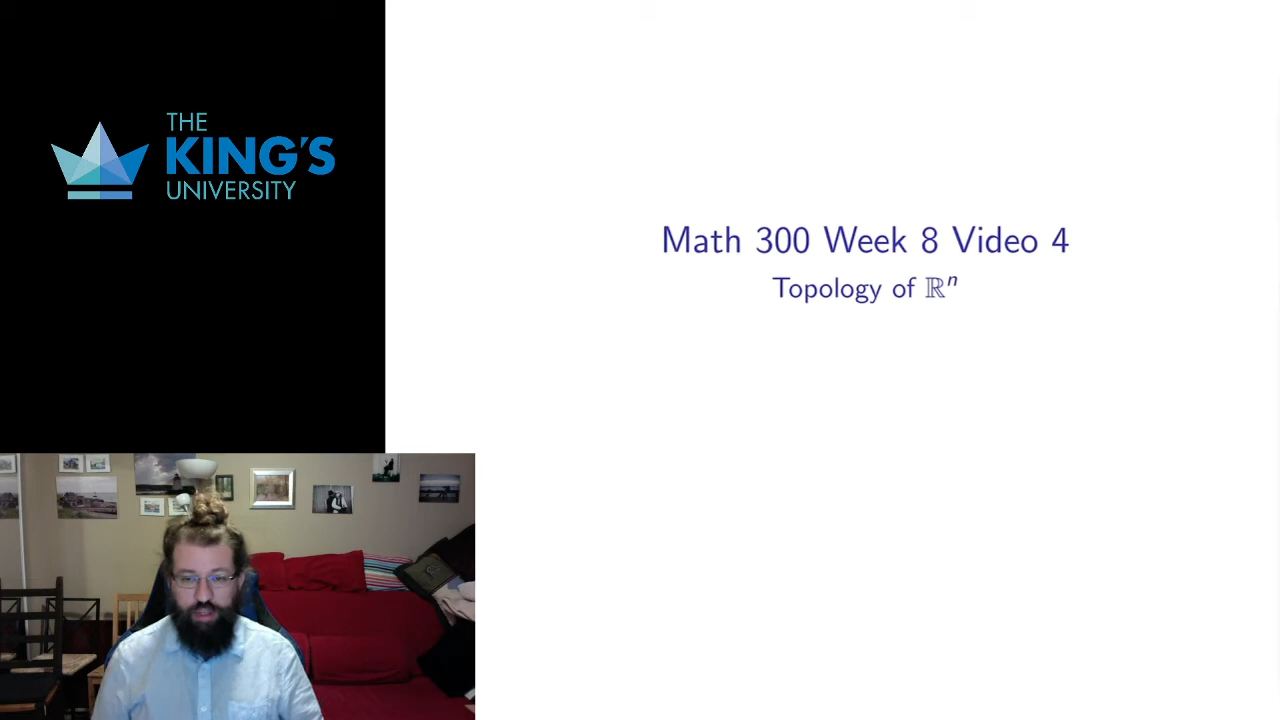 THE
KING'S
UNIVERSITY
Math 300 Week 8 Video 4
Topology of ℝⁿ